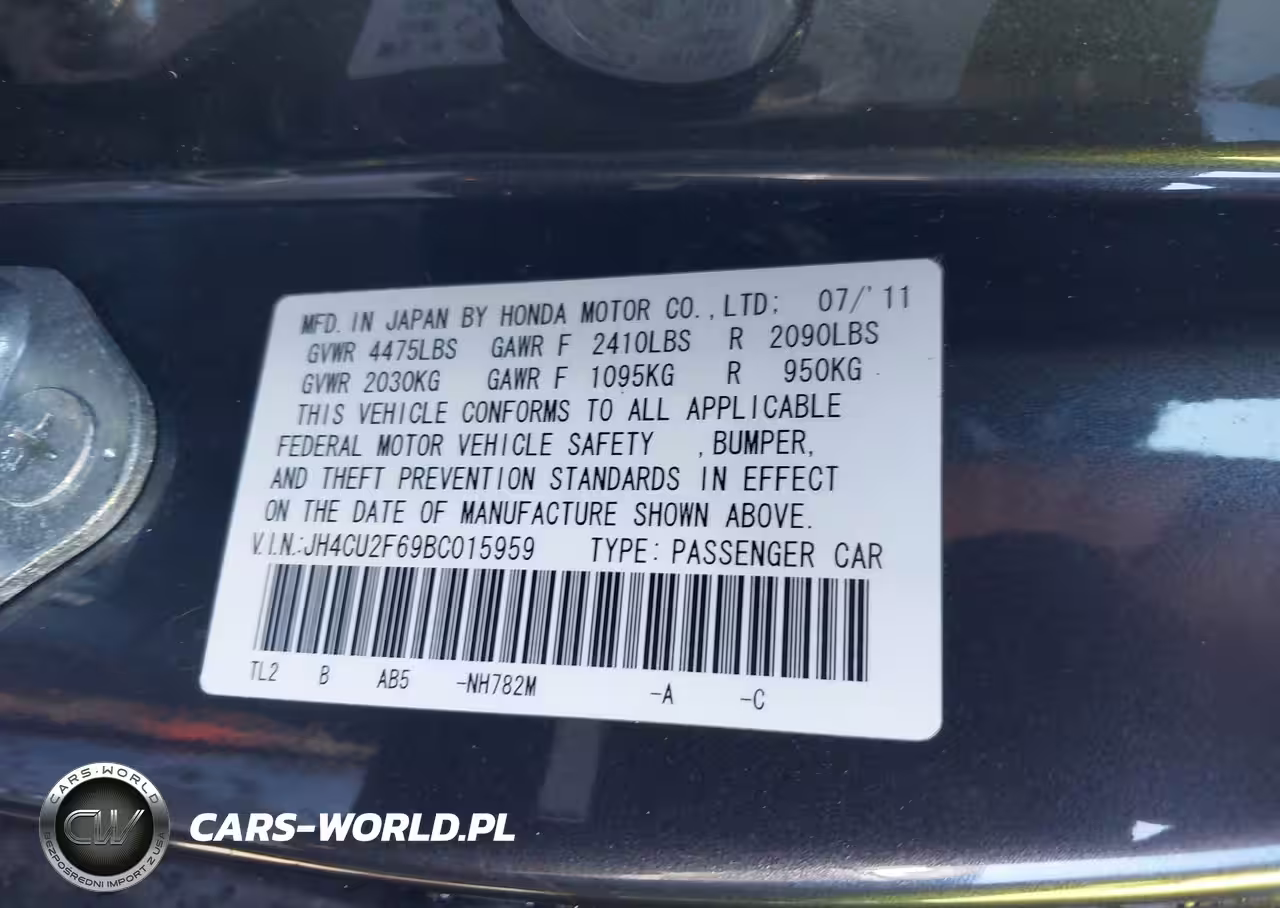 MFD. IN JAPAN BY HONDA MOTOR CO., LTD; 07/'11
GVWR 4475LBS GAWR F 2410LBS R 2090LBS
GVWR 2030KG GAWR F 1095KG R 950KG
THIS VEHICLE CONFORMS TO ALL APPLICABLE
FEDERAL MOTOR VEHICLE SAFETY , BUMPER,
AND THEFT PREVENTION STANDARDS IN EFFECT
ON THE DATE OF MANUFACTURE SHOWN ABOVE.
V.I.N.:JH4CU2F69BC015959 TYPE: PASSENGER CAR
TL2 B AB5 -NH782M -A -C
CARS-WORLD
CW
BEZPOŚREDNI IMPORT Z USA
CARS-WORLD.PL